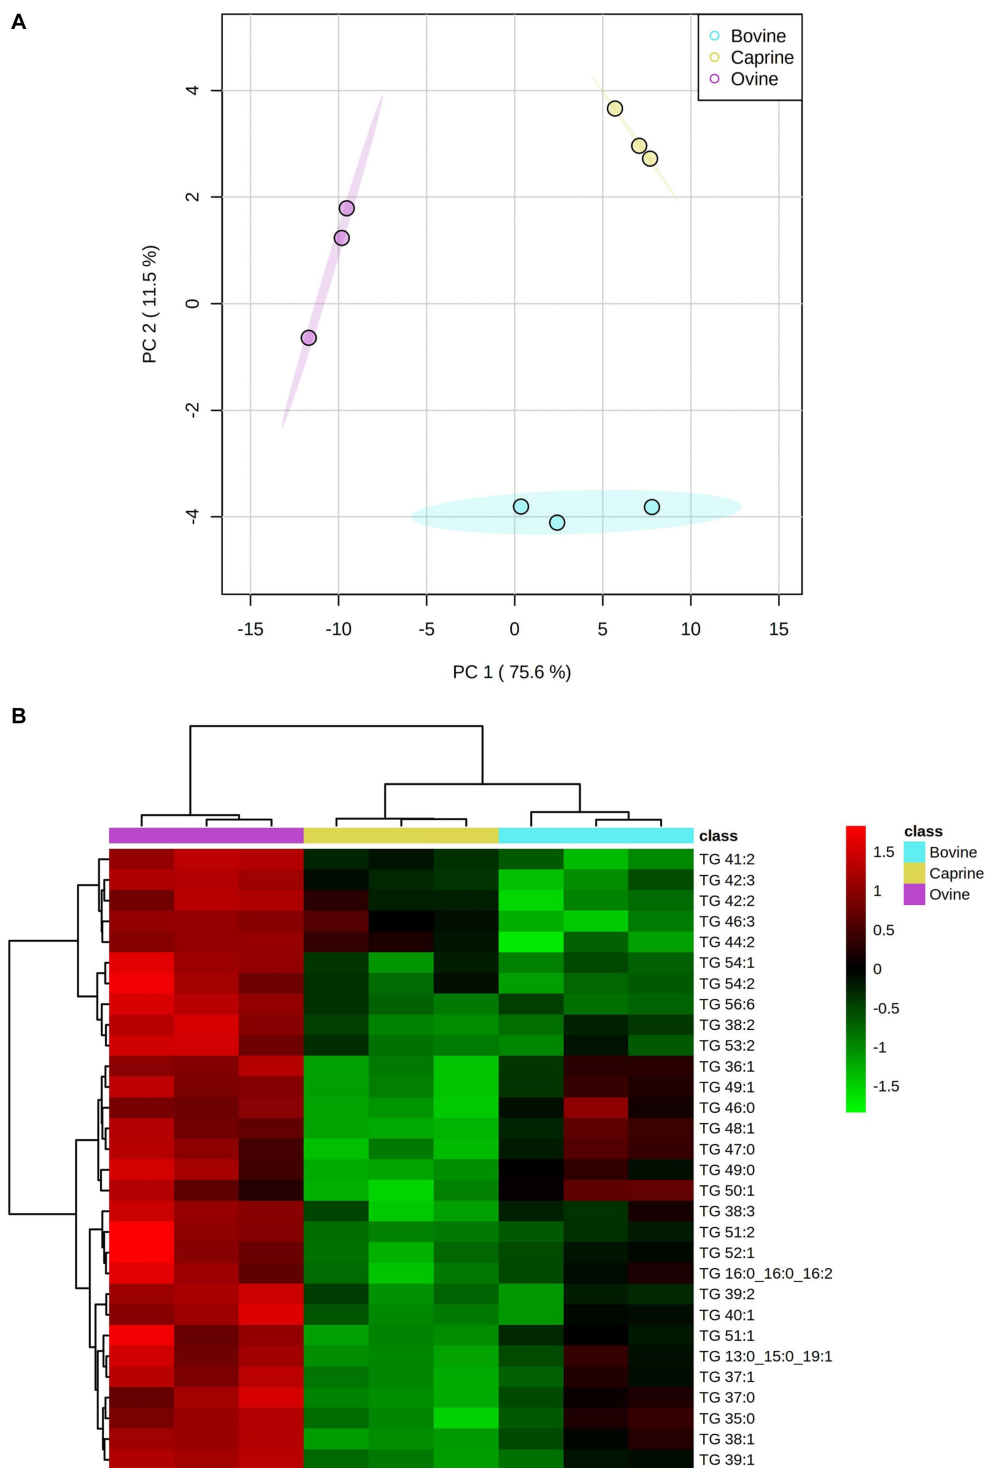 A
Bovine
Caprine
Ovine
4
2
0
-2
-4
PC 2 ( 11.5 %)
-15
-10
-5
0
5
10
15
PC 1 ( 75.6 %)
B
class
TG 41:2
TG 42:3
TG 42:2
TG 46:3
TG 44:2
TG 54:1
TG 54:2
TG 56:6
TG 38:2
TG 53:2
TG 36:1
TG 49:1
TG 46:0
TG 48:1
TG 47:0
TG 49:0
TG 50:1
TG 38:3
TG 51:2
TG 52:1
TG 16:0_16:0_16:2
TG 39:2
TG 40:1
TG 51:1
TG 13:0_15:0_19:1
TG 37:1
TG 37:0
TG 35:0
TG 38:1
TG 39:1
1.5
1
0.5
0
-0.5
-1
-1.5
class
Bovine
Caprine
Ovine